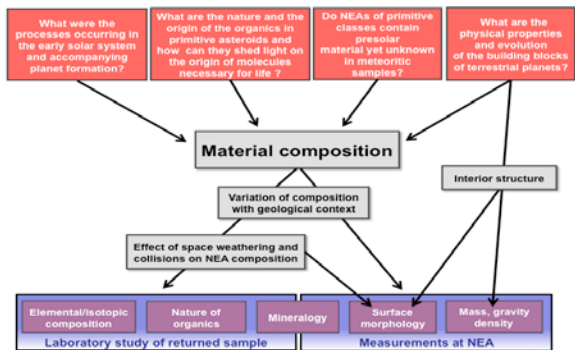 What were the
processes occurring in
the early solar system
and accompanying
planet formation?
What are the nature and the
origin of the organics in
primitive asteroids and
how can they shed light on
the origin of molecules
necessary for life ?
Do NEAs of primitive
classes contain
presolar
material yet unknown
in meteoritic
samples?
What are the
physical properties
and evolution
of the building blocks
of terrestrial planets?
Material composition
Interior structure
Variation of composition
with geological context
Effect of space weathering and
collisions on NEA composition
Elemental/isotopic
composition
Nature of
organics
Mineralogy
Surface
morphology
Mass, gravity
density
Laboratory study of returned sample
Measurements at NEA